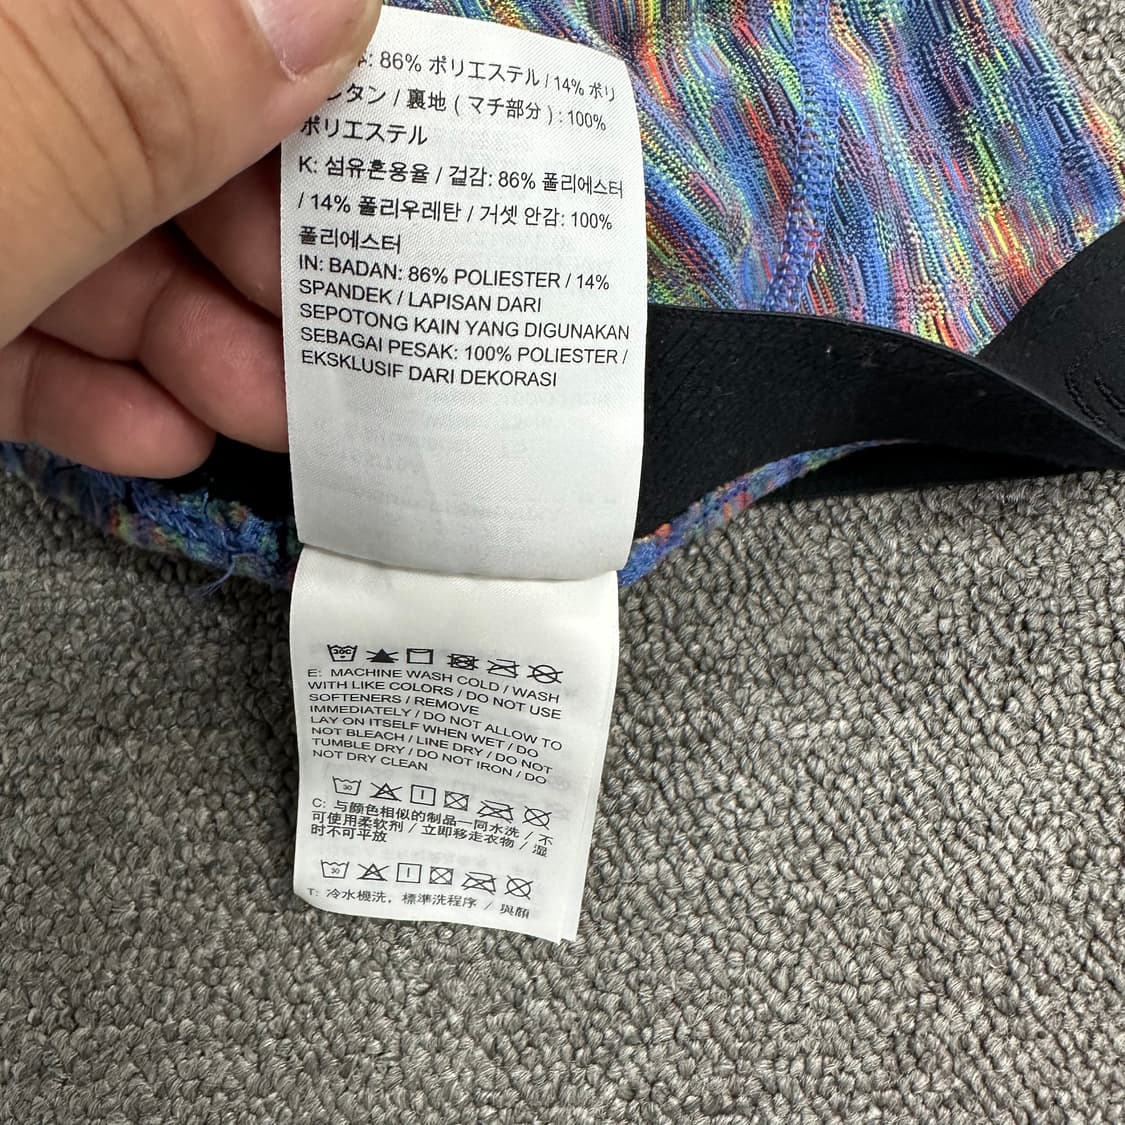 : 86% ポリエステル / 14% ポリ
レタン / 裏地 ( マチ部分 ) : 100%
ポリエステル
K: 섬유혼용율 / 겉감: 86% 폴리에스터
/ 14% 폴리우레탄 / 거셋 안감: 100%
폴리에스터
IN: BADAN: 86% POLIESTER / 14%
SPANDEK / LAPISAN DARI
SEPOTONG KAIN YANG DIGUNAKAN
SEBAGAI PESAK: 100% POLIESTER /
EKSKLUSIF DARI DEKORASI
30C
E: MACHINE WASH COLD / WASH
WITH LIKE COLORS / DO NOT USE
SOFTENERS / REMOVE
IMMEDIATELY / DO NOT ALLOW TO
LAY ON ITSELF WHEN WET / DO
NOT BLEACH / LINE DRY / DO NOT
TUMBLE DRY / DO NOT IRON / DO
NOT DRY CLEAN
30
C: 与颜色相似的制品一同水洗 / 不
可使用柔软剂 / 立即移走衣物 / 湿
时不可平放
30
T: 冷水機洗，標準洗程序 / 與顏